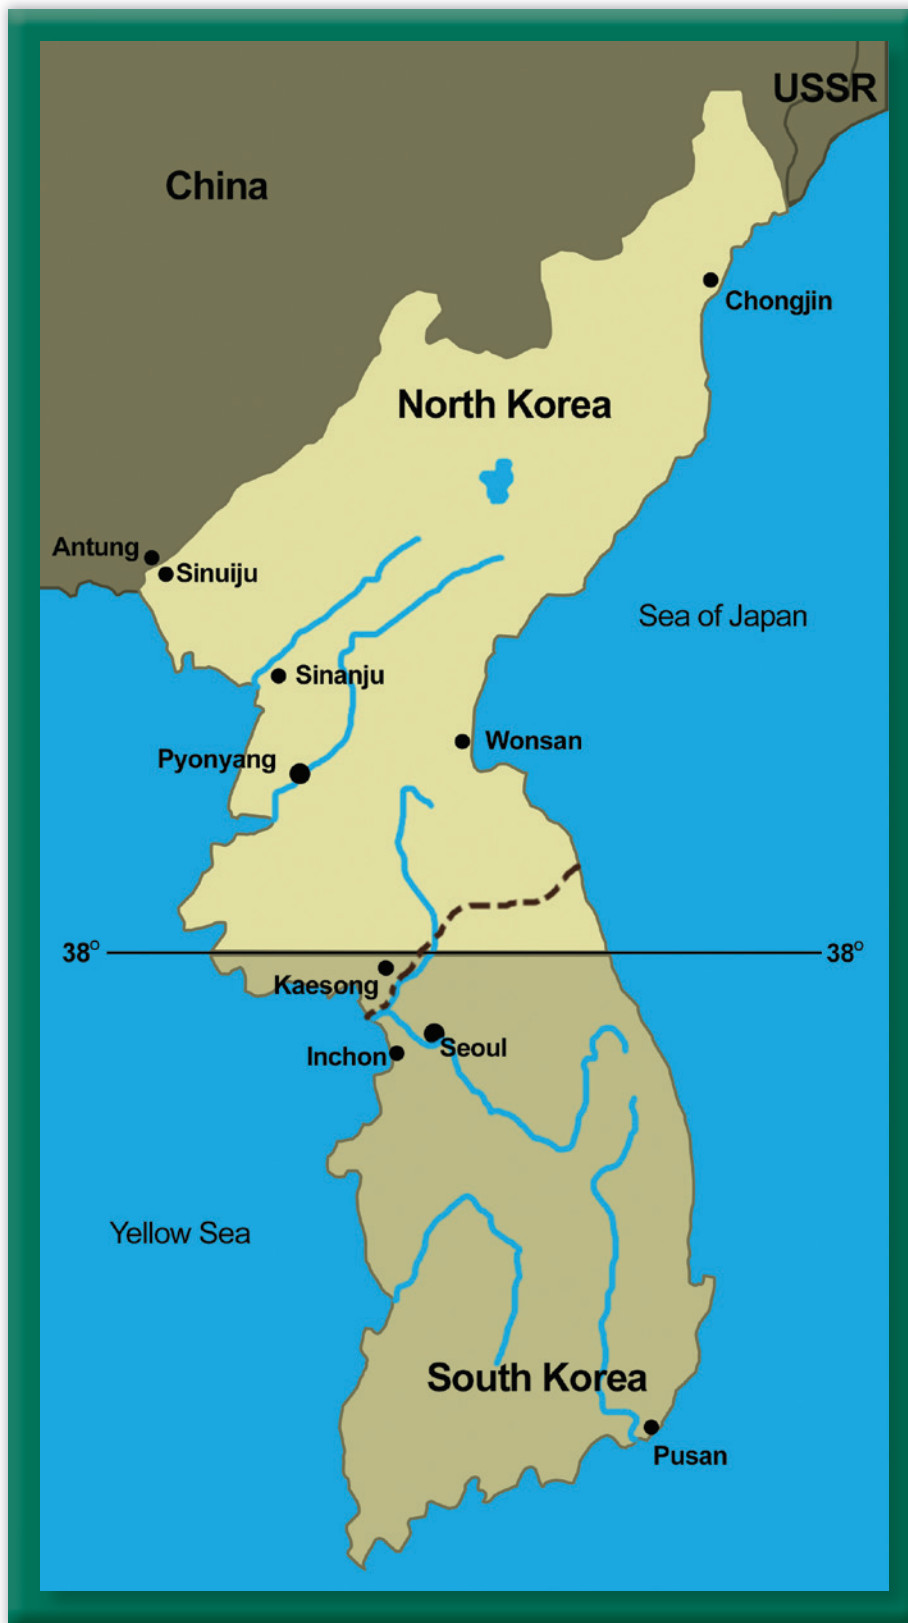 USSR
China
Chongjin
North Korea
Antung
Sinuiju
Sea of Japan
Sinanju
Wonsan
Pyonyang
38°
38°
Kaesong
Seoul
Inchon
Yellow Sea
South Korea
Pusan